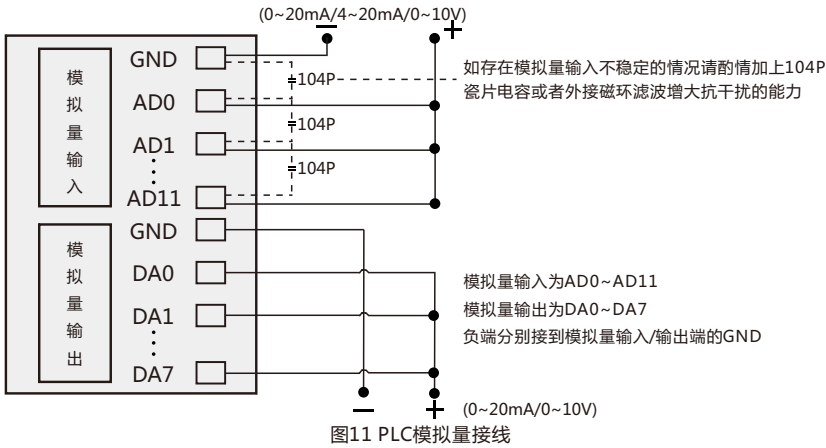 (0~20mA/4~20mA/0~10V)
模拟量输入
GND
AD0
AD1
AD11
104P
104P
104P
如存在模拟量输入不稳定的情况请酌情加上104P
瓷片电容或者外接磁环滤波增大抗干扰的能力
模拟量输出
GND
DA0
DA1
DA7
模拟量输入为AD0~AD11
模拟量输出为DA0~DA7
负端分别接到模拟量输入/输出端的GND
(0~20mA/0~10V)
图11 PLC模拟量接线